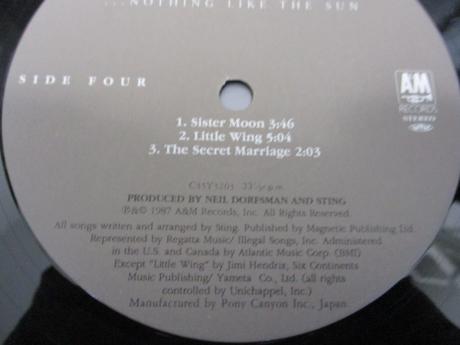 ...NOTHING LIKE THE SUN
SIDE FOUR
A&M
RECORDS
STEREO
1. Sister Moon 3:46
2. Little Wing 5:04
3. The Secret Marriage 2:03
C35Y3203 33⅓r.p.m.
PRODUCED BY NEIL DORFSMAN AND STING
℗&© 1987 A&M Records, Inc. All Rights Reserved.
All songs written and arranged by Sting. Published by Magnetic Publishing Ltd.
Represented by Regatta Music/ Illegal Songs, Inc. Administered
in the U.S. and Canada by Atlantic Music Corp. (BMI)
Except "Little Wing" by Jimi Hendrix, Six Continents
Music Publishing/ Yameta Co., Ltd. (all rights
controlled by Unichappel, Inc.)
Manufactured by Pony Canyon Inc., Japan